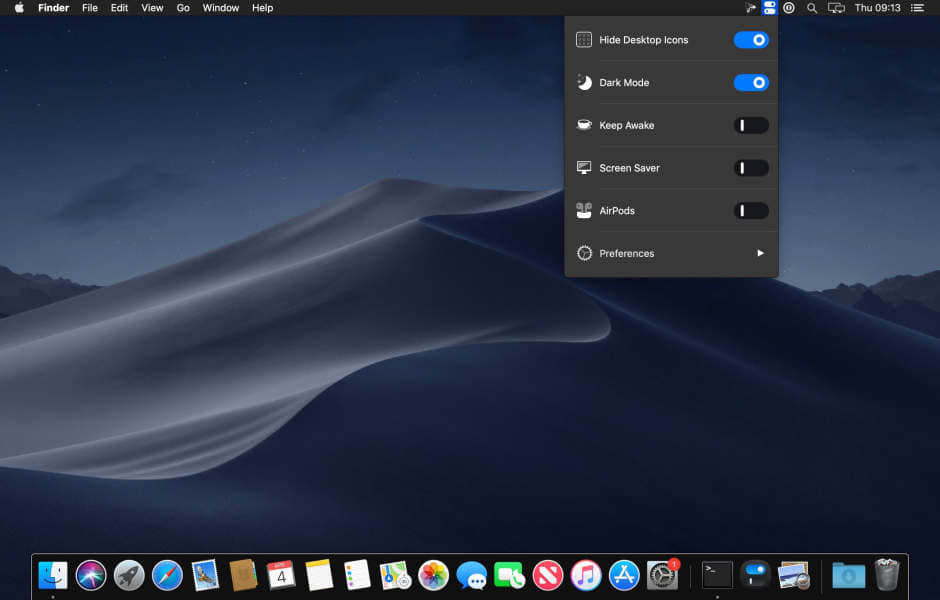 Finder File Edit View Go Window Help Thu 09:13
Hide Desktop Icons
Dark Mode
Keep Awake
Screen Saver
AirPods
Preferences
APR
4
1
>_